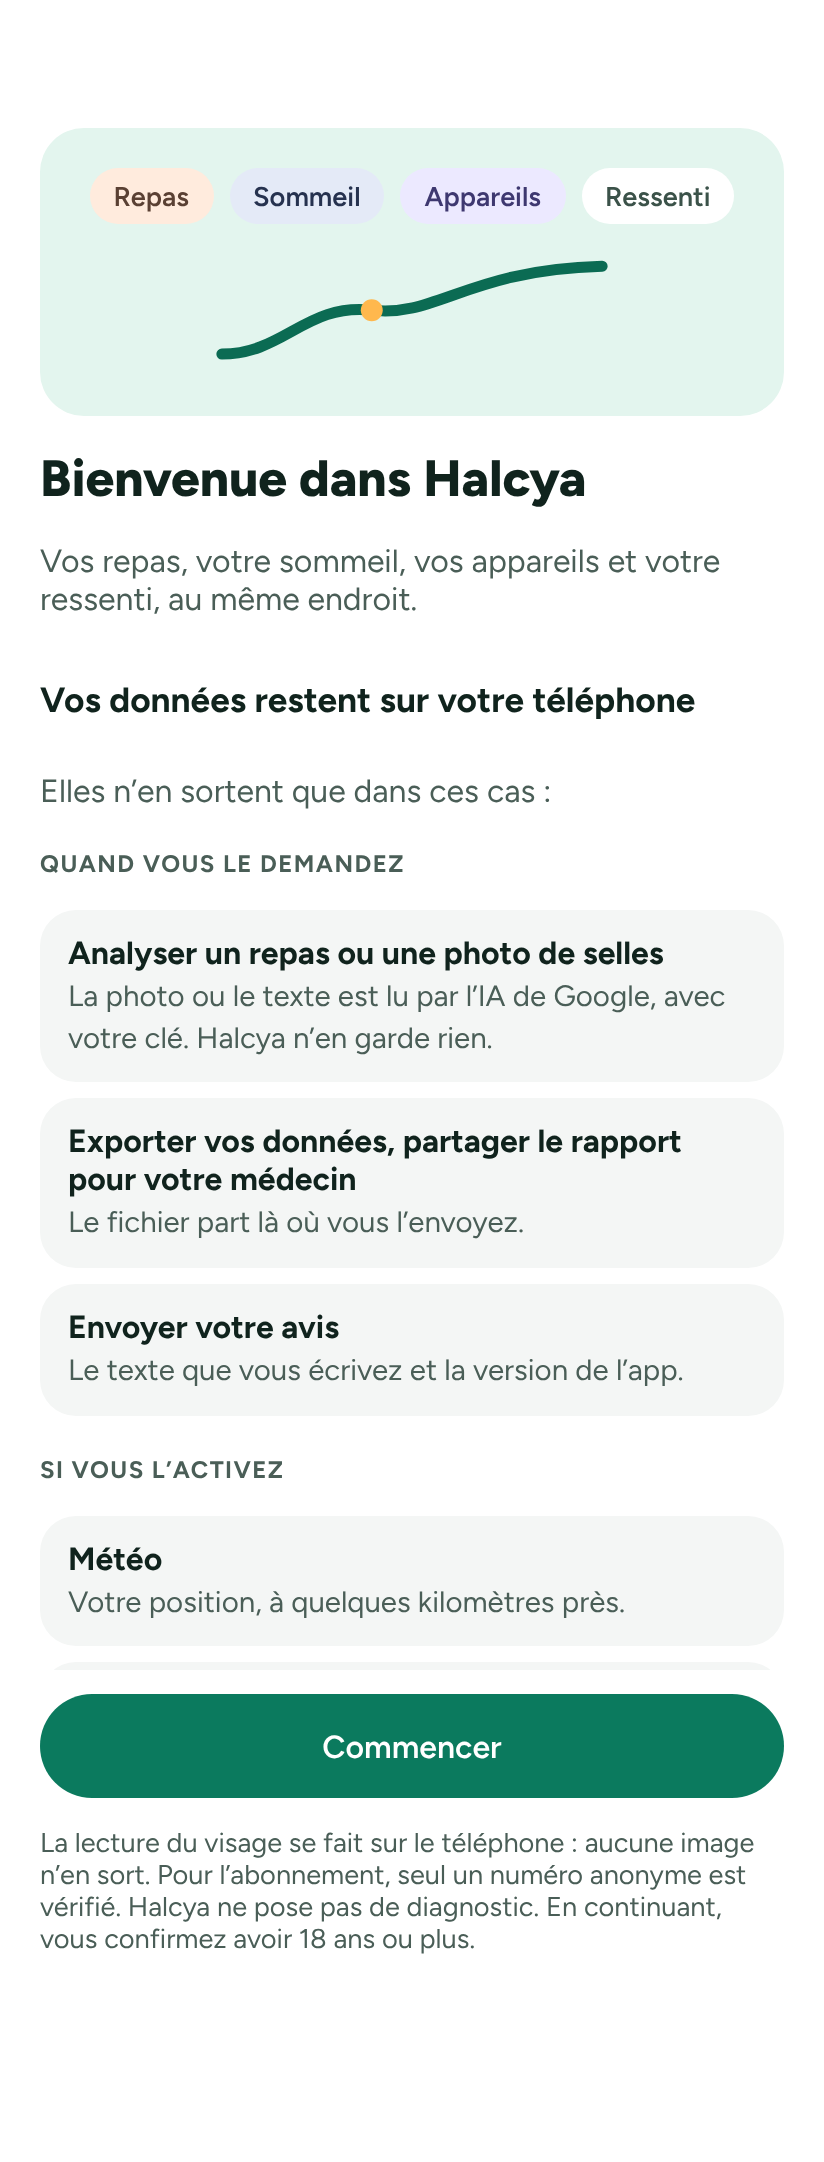 Repas
Sommeil
Appareils
Ressenti
Bienvenue dans Halcya
Vos repas, votre sommeil, vos appareils et votre
ressenti, au même endroit.
Vos données restent sur votre téléphone
Elles n’en sortent que dans ces cas :
QUAND VOUS LE DEMANDEZ
Analyser un repas ou une photo de selles
La photo ou le texte est lu par l’IA de Google, avec
votre clé. Halcya n’en garde rien.
Exporter vos données, partager le rapport
pour votre médecin
Le fichier part là où vous l’envoyez.
Envoyer votre avis
Le texte que vous écrivez et la version de l’app.
SI VOUS L’ACTIVEZ
Météo
Votre position, à quelques kilomètres près.
Commencer
La lecture du visage se fait sur le téléphone : aucune image
n’en sort. Pour l’abonnement, seul un numéro anonyme est
vérifié. Halcya ne pose pas de diagnostic. En continuant,
vous confirmez avoir 18 ans ou plus.